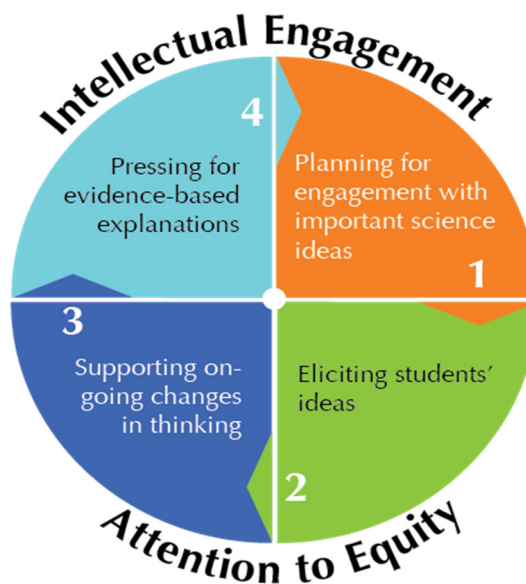 Intellectual Engagement
4
Pressing for
evidence-based
explanations
Planning for
engagement with
important science
ideas
1
3
Supporting on-
going changes
in thinking
Eliciting students’
ideas
2
Attention to Equity